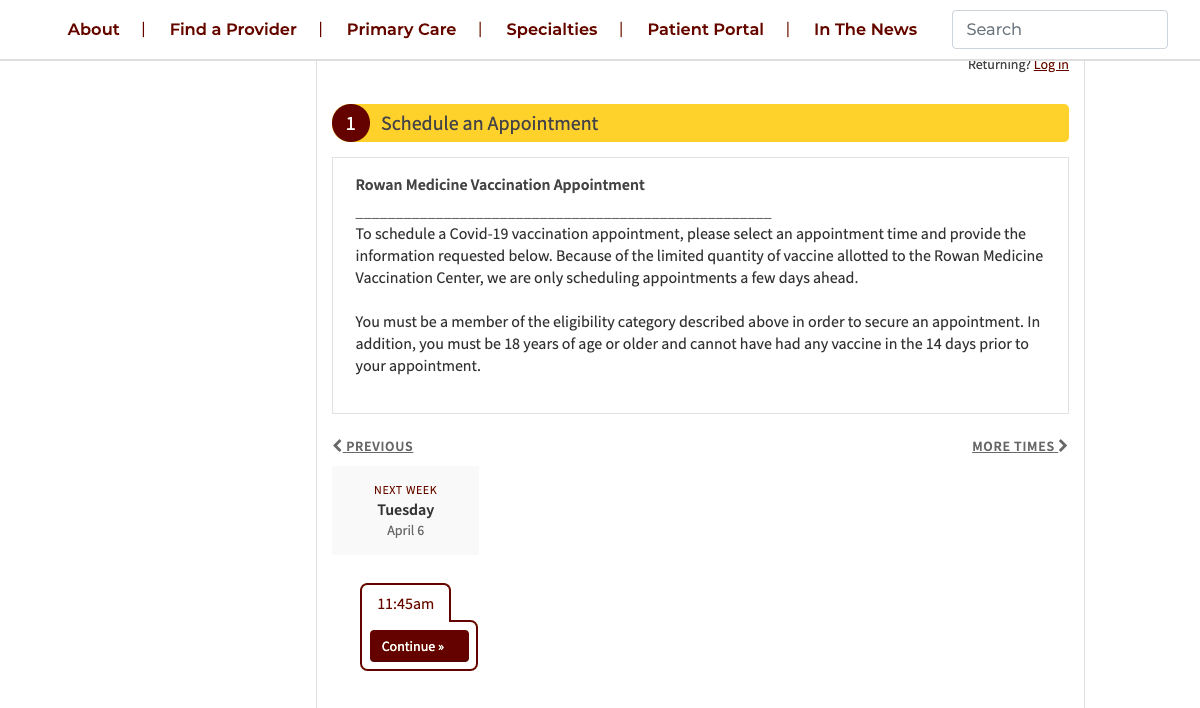 About | Find a Provider | Primary Care | Specialties | Patient Portal | In The News Search
Returning? Log in
1 Schedule an Appointment
Rowan Medicine Vaccination Appointment
____________________________________________________
To schedule a Covid-19 vaccination appointment, please select an appointment time and provide the
information requested below. Because of the limited quantity of vaccine allotted to the Rowan Medicine
Vaccination Center, we are only scheduling appointments a few days ahead.
You must be a member of the eligibility category described above in order to secure an appointment. In
addition, you must be 18 years of age or older and cannot have had any vaccine in the 14 days prior to
your appointment.
PREVIOUS MORE TIMES
NEXT WEEK
Tuesday
April 6
11:45am
Continue »